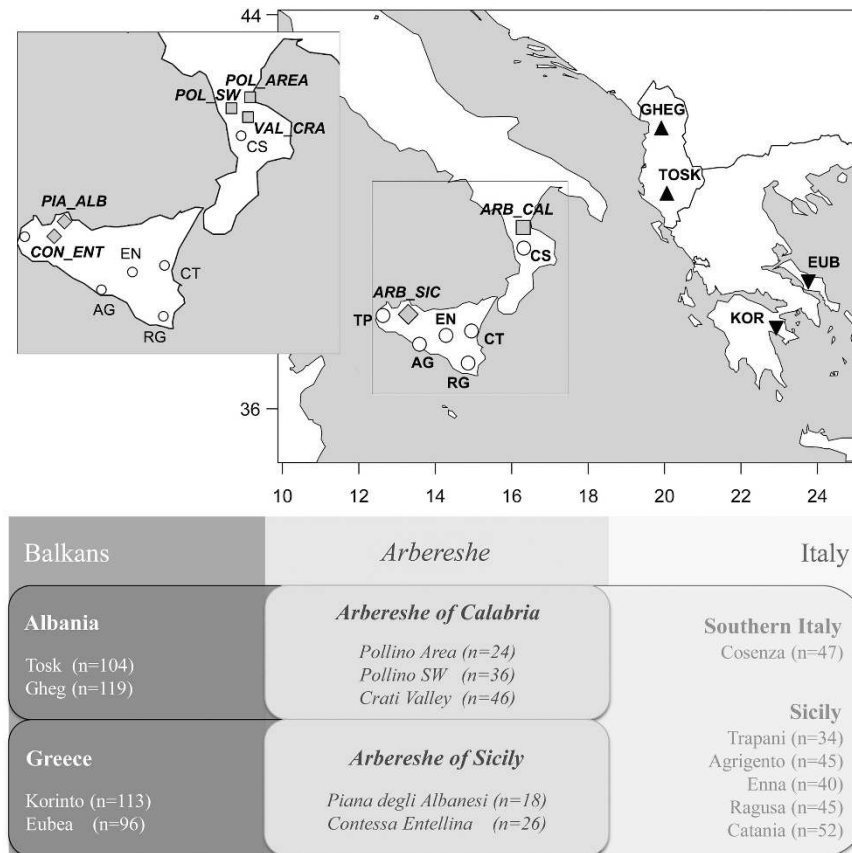 44
36
10 12 14 16 18 20 22 24
POL_AREA
POL_SW
VAL_CRA
CS
PIA_ALB
CON_ENT
EN
CT
AG
RG
GHEG
TOSK
ARB_CAL
CS
EUB
KOR
ARB_SIC
TP
EN
CT
AG
RG
Balkans Arbereshe Italy
Albania
Tosk (n=104)
Gheg (n=119)
Greece
Korinto (n=113)
Eubea (n=96)
Arbereshe of Calabria
Pollino Area (n=24)
Pollino SW (n=36)
Crati Valley (n=46)
Arbereshe of Sicily
Piana degli Albanesi (n=18)
Contessa Entellina (n=26)
Southern Italy
Cosenza (n=47)
Sicily
Trapani (n=34)
Agrigento (n=45)
Enna (n=40)
Ragusa (n=45)
Catania (n=52)